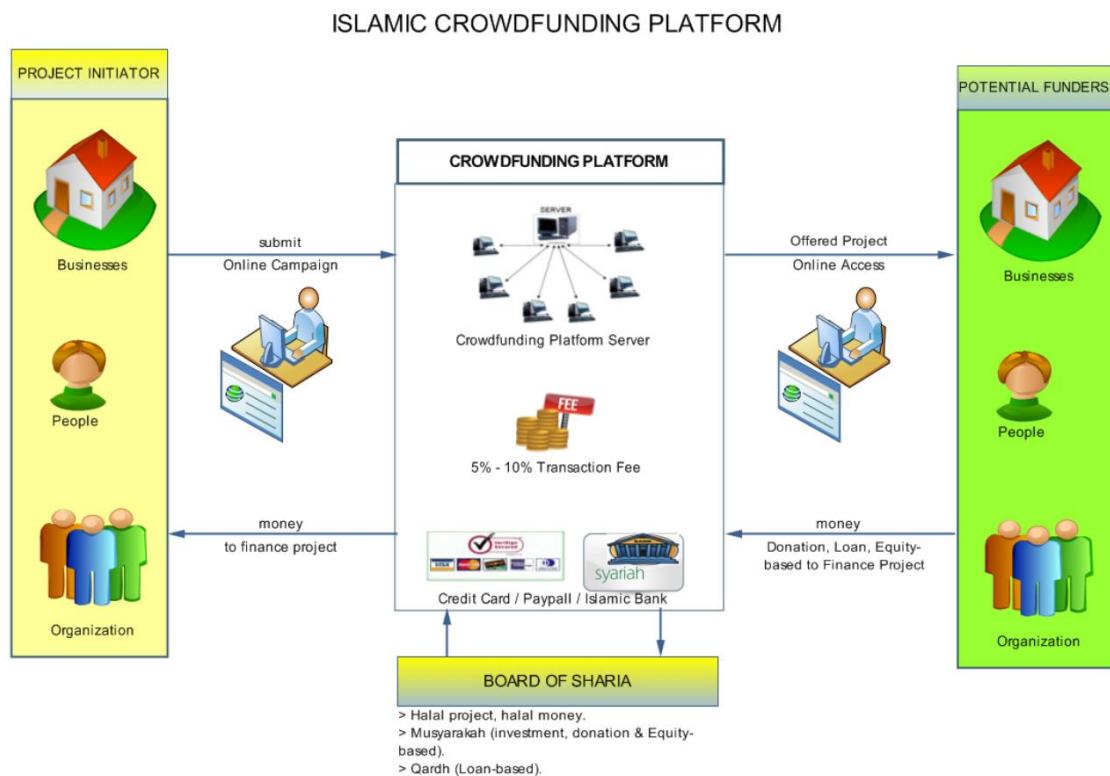 ISLAMIC CROWDFUNDING PLATFORM
PROJECT INITIATOR
Businesses
People
Organization
submit
Online Campaign
money
to finance project
CROWDFUNDING PLATFORM
SERVER
Crowdfunding Platform Server
FEE
5% - 10% Transaction Fee
VISA
syariah
Credit Card / Paypall / Islamic Bank
Offered Project
Online Access
money
Donation, Loan, Equity-
based to Finance Project
POTENTIAL FUNDERS
Businesses
People
Organization
BOARD OF SHARIA
> Halal project, halal money.
> Musyarakah (investment, donation & Equity-
based).
> Qardh (Loan-based).